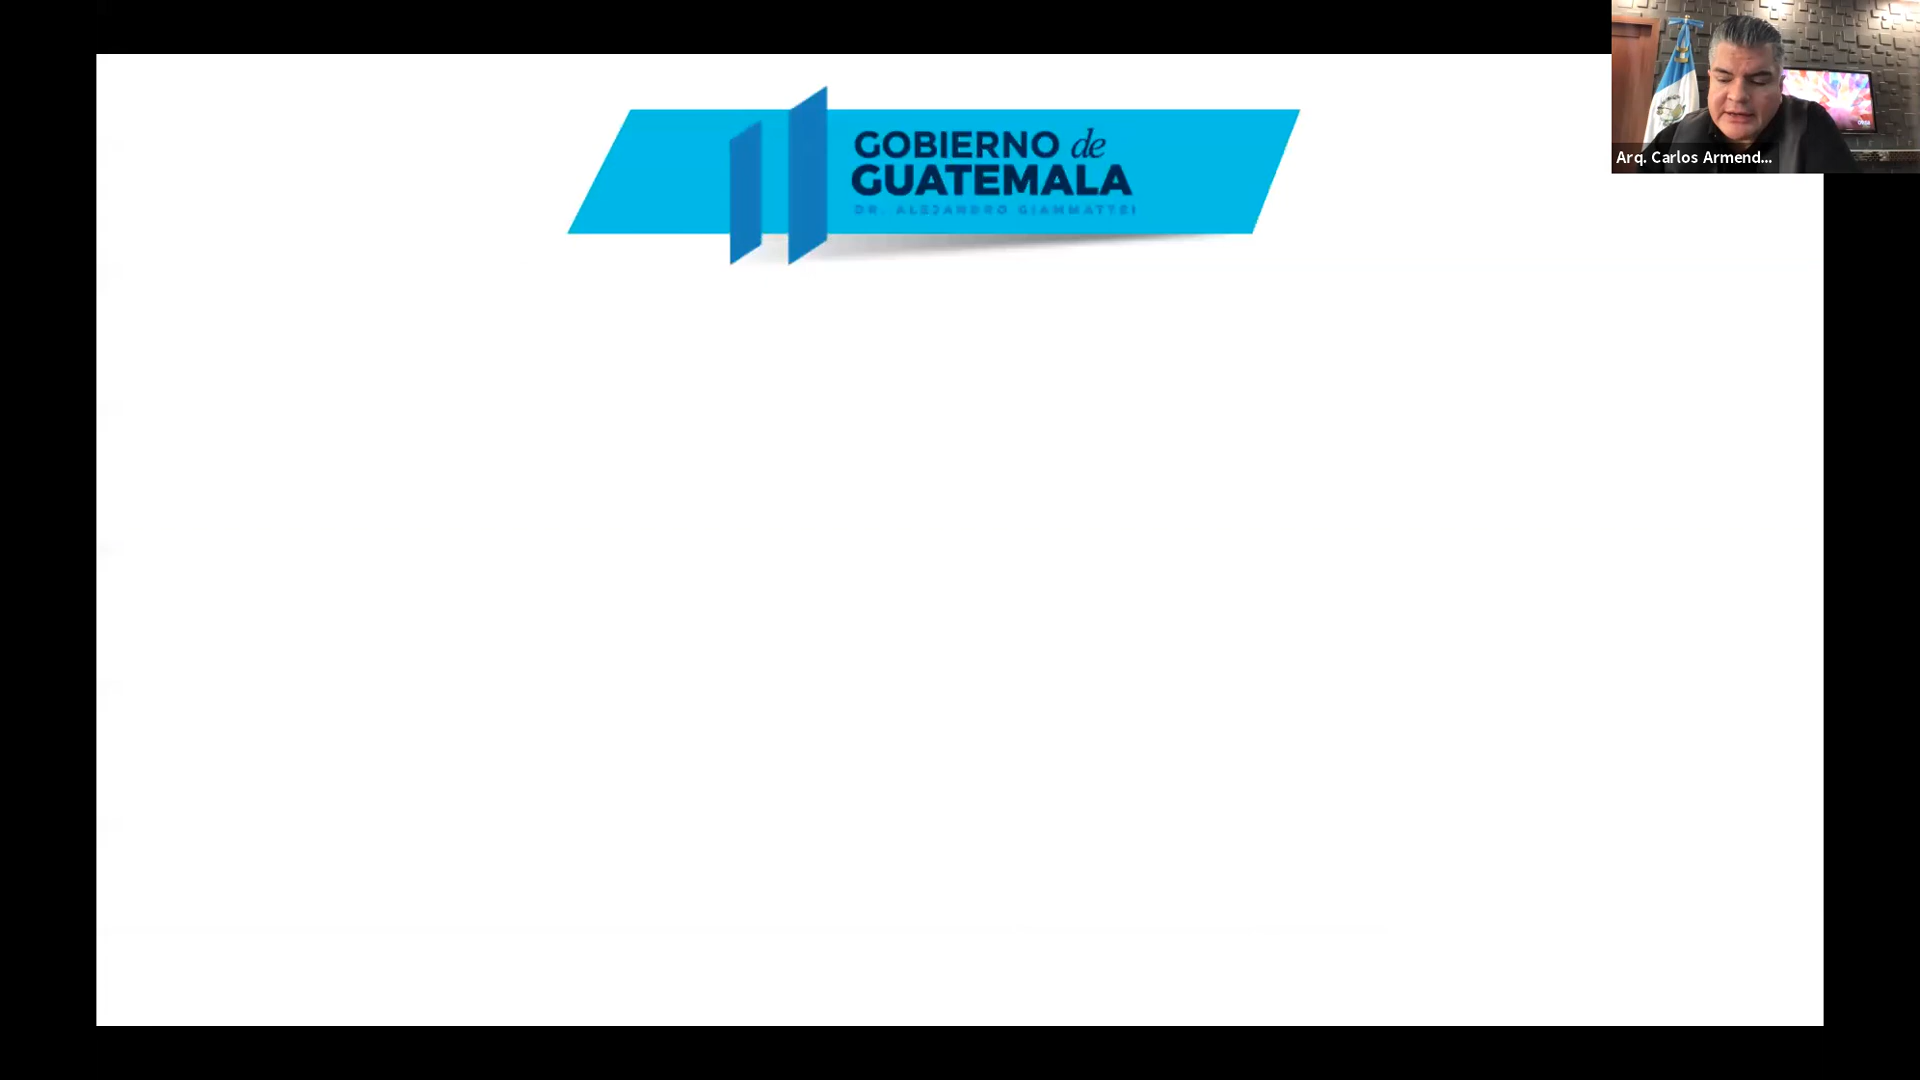 GOBIERNO de
GUATEMALA
DR. ALEJANDRO GIAMMATTEI
Arq. Carlos Armend...